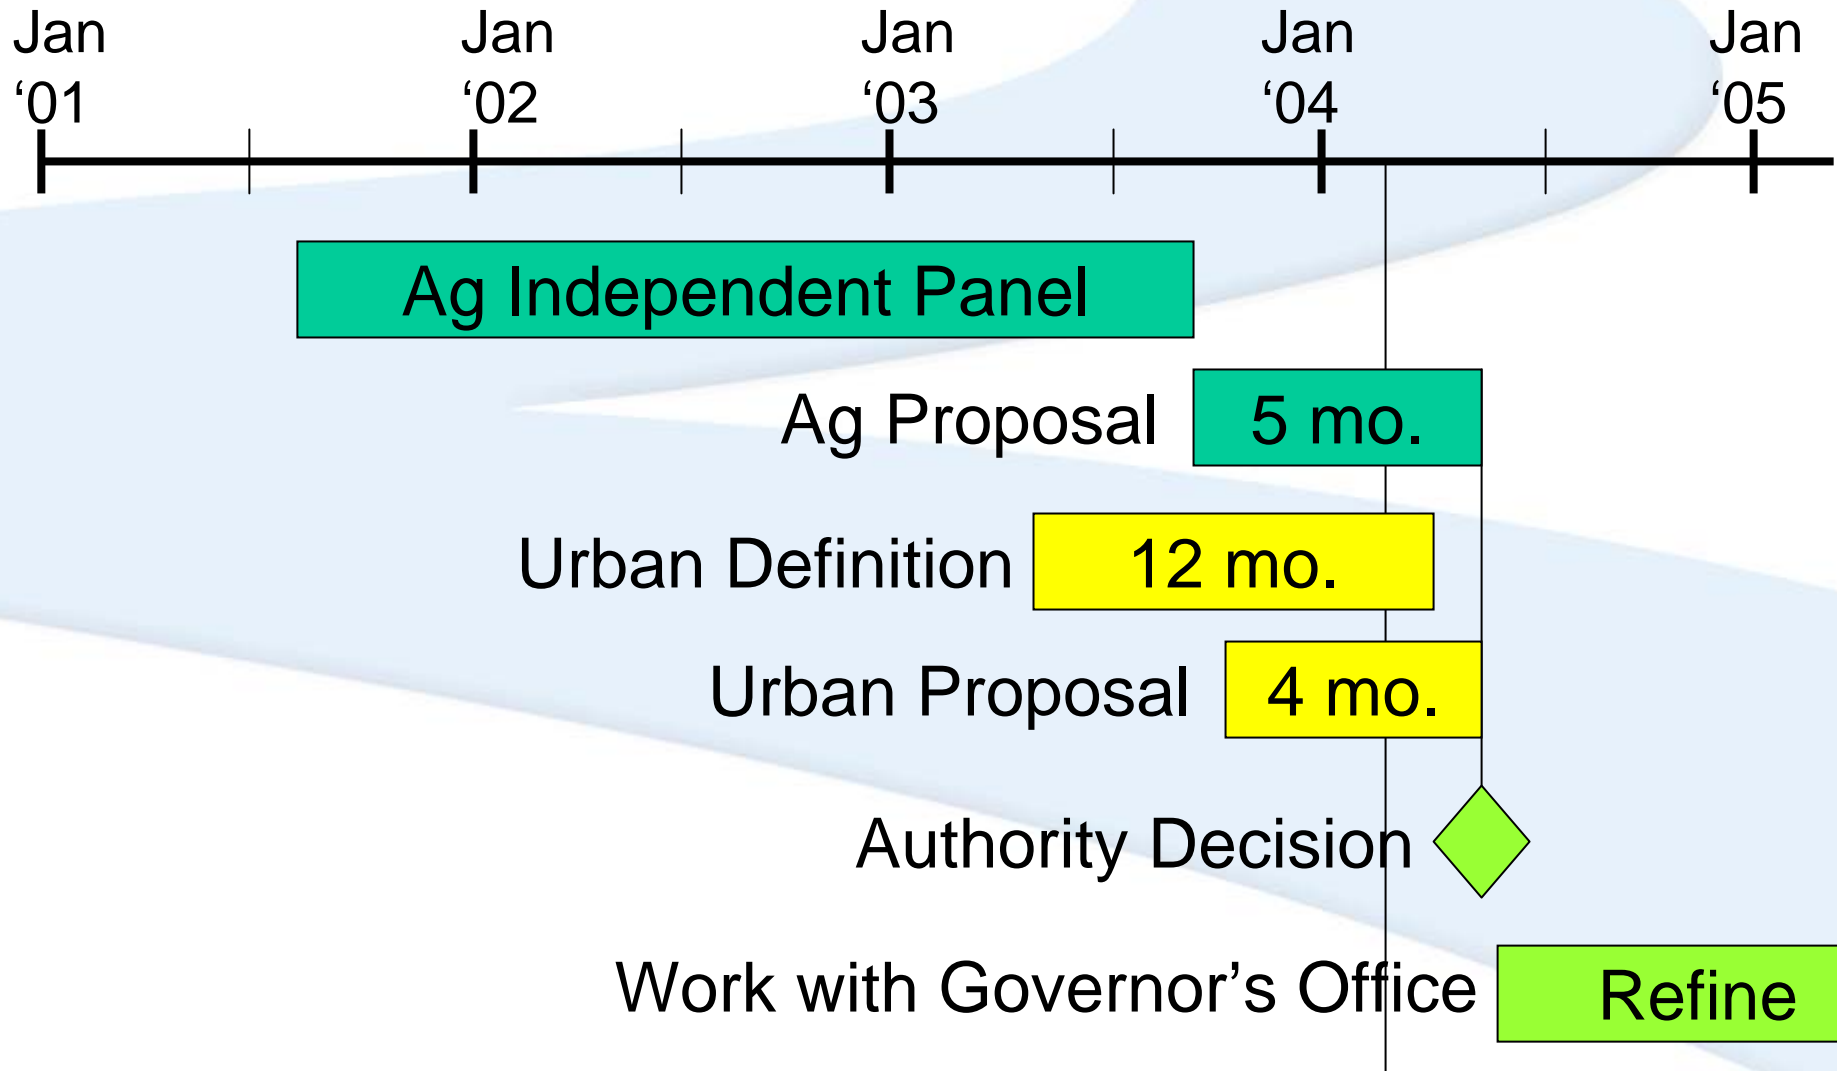 Jan Jan Jan Jan Jan
‘01 ‘02 ‘03 ‘04 ‘05
Ag Independent Panel
Ag Proposal 5 mo.
Urban Definition 12 mo.
Urban Proposal 4 mo.
Authority Decision
Work with Governor’s Office Refine